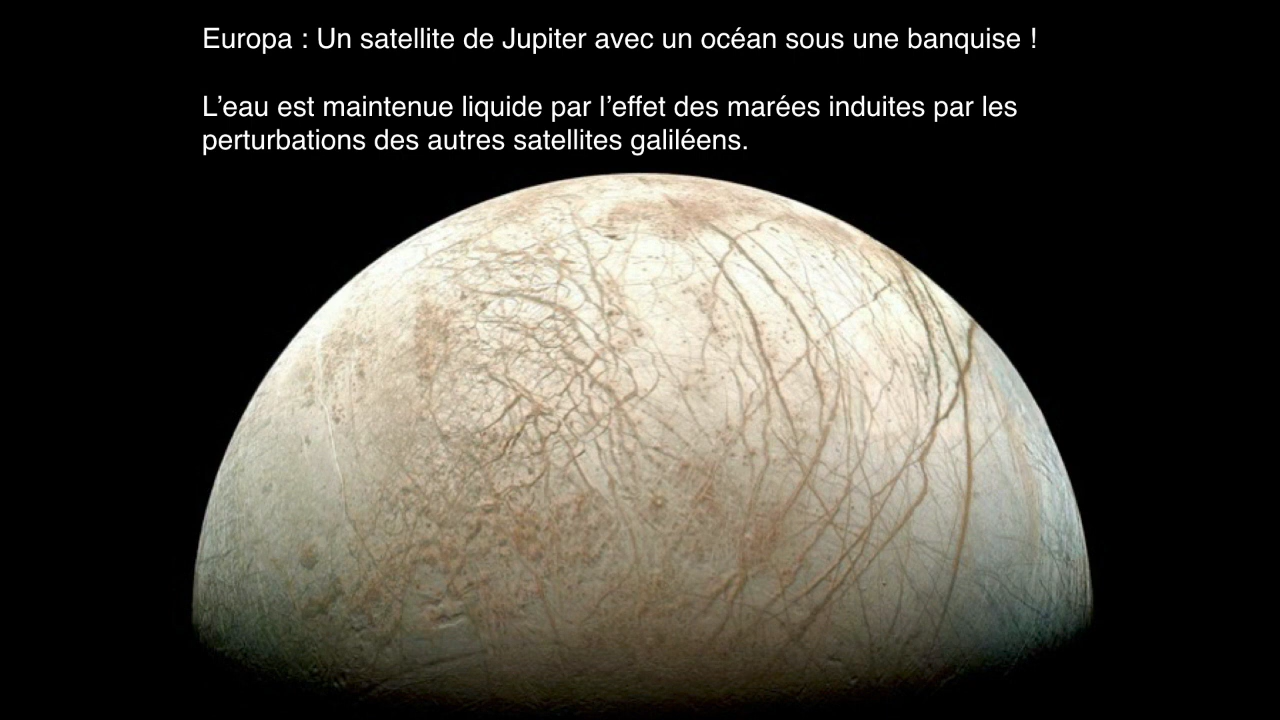 Europa : Un satellite de Jupiter avec un océan sous une banquise !
L’eau est maintenue liquide par l’effet des marées induites par les
perturbations des autres satellites galiléens.